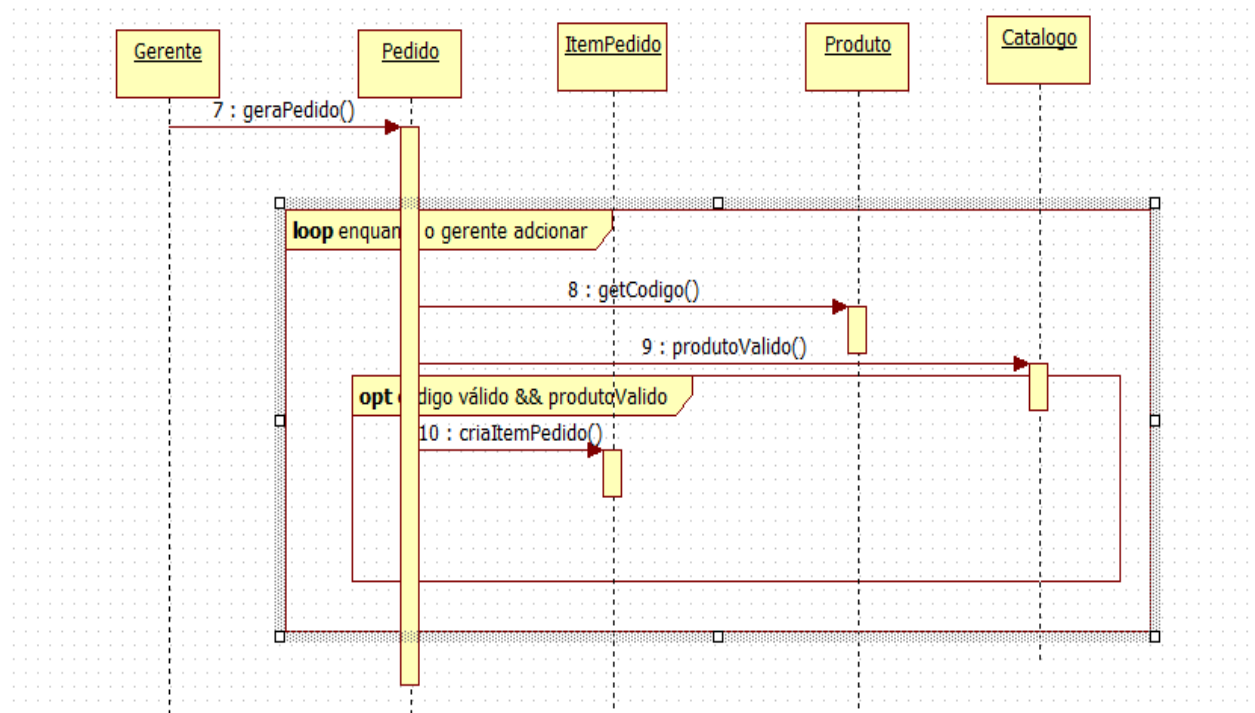 Gerente
Pedido
ItemPedido
Produto
Catalogo
7 : geraPedido()
loop enquan o gerente adcionar
8 : getCodigo()
9 : produtoValido()
opt digo válido && produtoValido
10 : criaItemPedido()